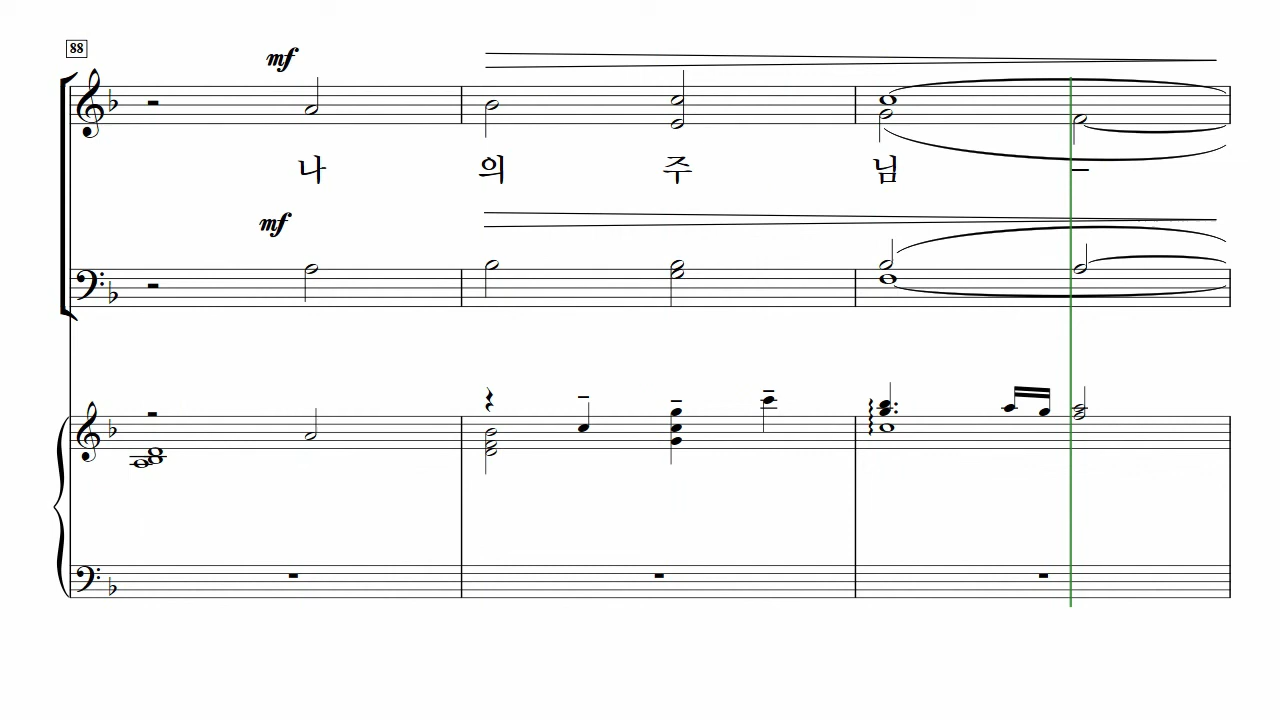 88
mf
나 의 주 님 –
mf